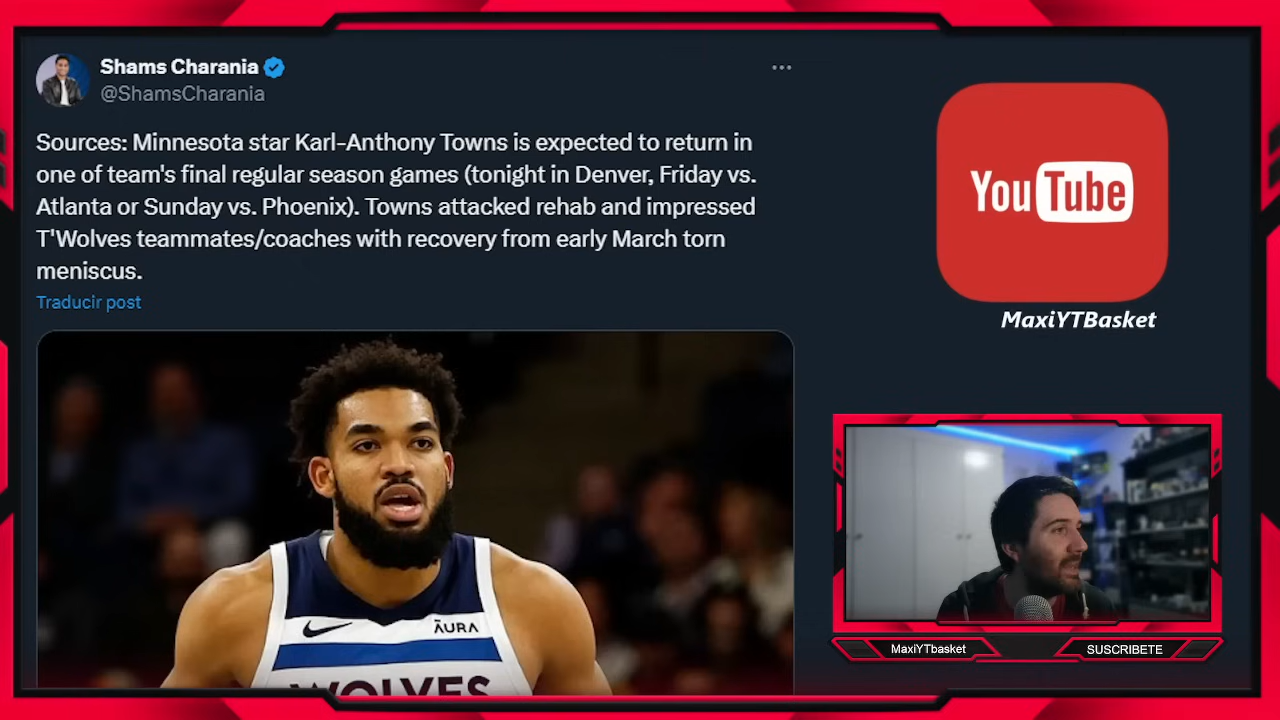 Shams Charania
@ShamsCharania
Sources: Minnesota star Karl-Anthony Towns is expected to return in
one of team's final regular season games (tonight in Denver, Friday vs.
Atlanta or Sunday vs. Phoenix). Towns attacked rehab and impressed
T'Wolves teammates/coaches with recovery from early March torn
meniscus.
Traducir post
YouTube
MaxiYTBasket
ĀURA
WOLVES
MaxiYTbasket
SUSCRIBETE